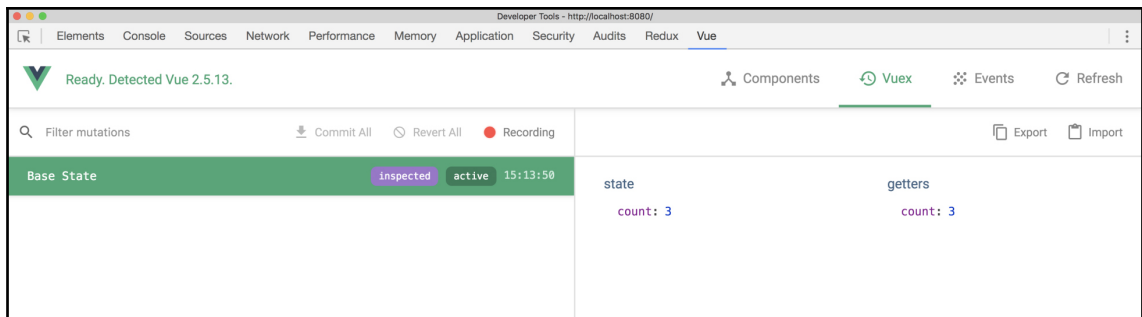 Developer Tools - http://localhost:8080/
Elements Console Sources Network Performance Memory Application Security Audits Redux Vue
Ready. Detected Vue 2.5.13. Components Vuex Events Refresh
Filter mutations Commit All Revert All Recording Export Import
Base State inspected active 15:13:50
state getters
count: 3 count: 3